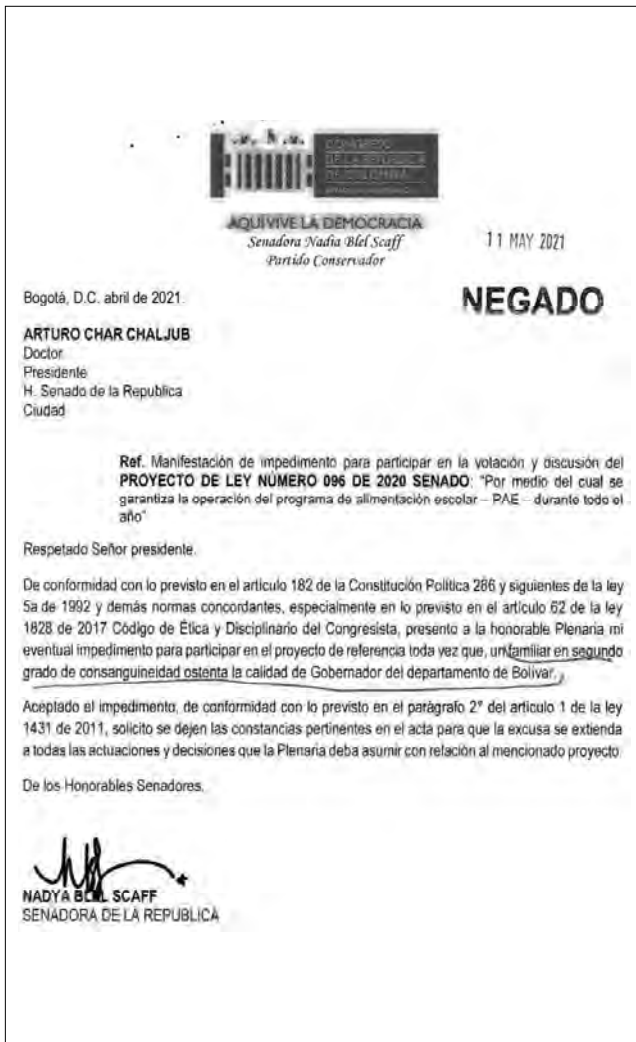 CONGRESO
DE LA REPÚBLICA
DE COLOMBIA
AQUÍ VIVE LA DEMOCRACIA
Senadora Nadia Blel Scaff
Partido Conservador
11 MAY 2021
NEGADO
Bogotá, D.C. abril de 2021.
ARTURO CHAR CHALJUB
Doctor
Presidente
H. Senado de la Republica
Ciudad
Ref. Manifestación de impedimento para participar en la votación y discusión del
PROYECTO DE LEY NÚMERO 096 DE 2020 SENADO: "Por medio del cual se
garantiza la operación del programa de alimentación escolar – PAE – durante todo el
año"
Respetado Señor presidente.
De conformidad con lo previsto en el artículo 182 de la Constitución Política 286 y siguientes de la ley
5a de 1992 y demás normas concordantes, especialmente en lo previsto en el artículo 62 de la ley
1828 de 2017 Código de Ética y Disciplinario del Congresista, presento a la honorable Plenaria mi
eventual impedimento para participar en el proyecto de referencia toda vez que, un familiar en segundo
grado de consanguineidad ostenta la calidad de Gobernador del departamento de Bolívar.
Aceptado el impedimento, de conformidad con lo previsto en el parágrafo 2° del artículo 1 de la ley
1431 de 2011, solicito se dejen las constancias pertinentes en el acta para que la excusa se extienda
a todas las actuaciones y decisiones que la Plenaria deba asumir con relación al mencionado proyecto.
De los Honorables Senadores.
NADYA BLEL SCAFF
SENADORA DE LA REPUBLICA